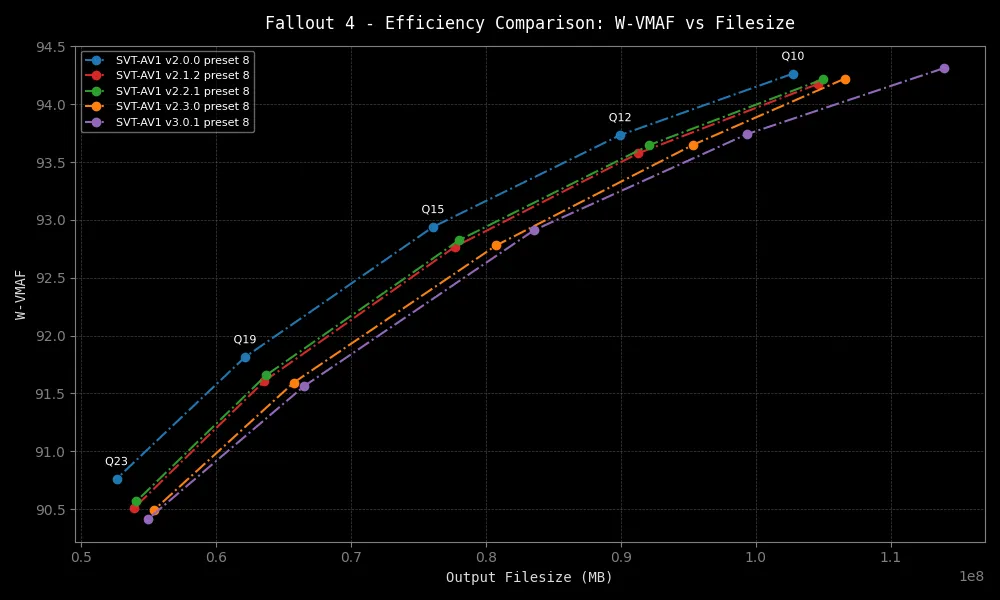 Fallout 4 - Efficiency Comparison: W-VMAF vs Filesize
SVT-AV1 v2.0.0 preset 8
SVT-AV1 v2.1.2 preset 8
SVT-AV1 v2.2.1 preset 8
SVT-AV1 v2.3.0 preset 8
SVT-AV1 v3.0.1 preset 8
94.5
94.0
93.5
93.0
92.5
92.0
91.5
91.0
90.5
W-VMAF
Q10
Q12
Q15
Q19
Q23
0.5 0.6 0.7 0.8 0.9 1.0 1.1
1e8
Output Filesize (MB)